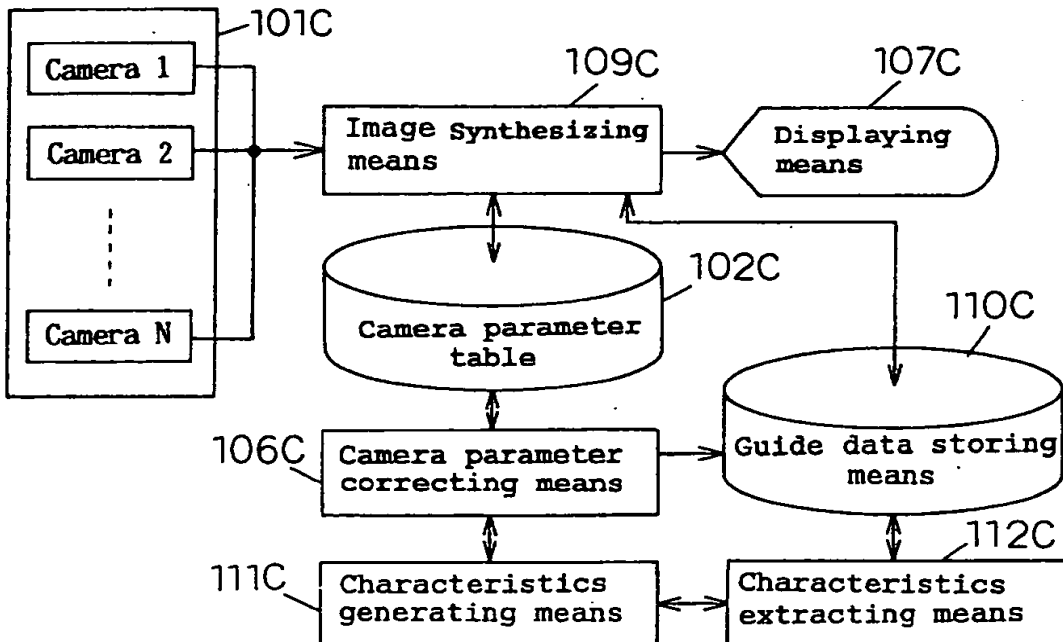 101C
Camera 1
Camera 2
Camera N
109C
Image Synthesizing
means
107C
Displaying
means
102C
Camera parameter
table
110C
Guide data storing
means
106C
Camera parameter
correcting means
111C
Characteristics
generating means
112C
Characteristics
extracting means